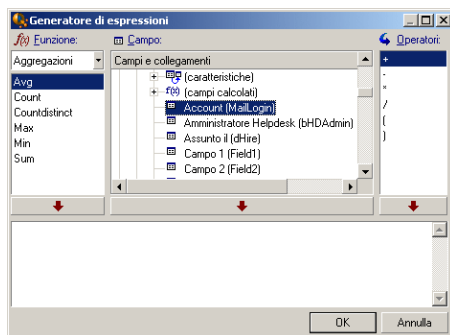 Generatore di espressioni
f(x) Funzione:
Campo:
Operatori:
Aggregazioni
Campi e collegamenti
Avg
Count
Countdistinct
Max
Min
Sum
(caratteristiche)
f(x) (campi calcolati)
Account (MailLogin)
Amministratore Helpdesk (bHDAdmin)
Assunto il (dHire)
Campo 1 (Field1)
Campo 2 (Field2)
+
-
*
/
(
)
OK
Annulla